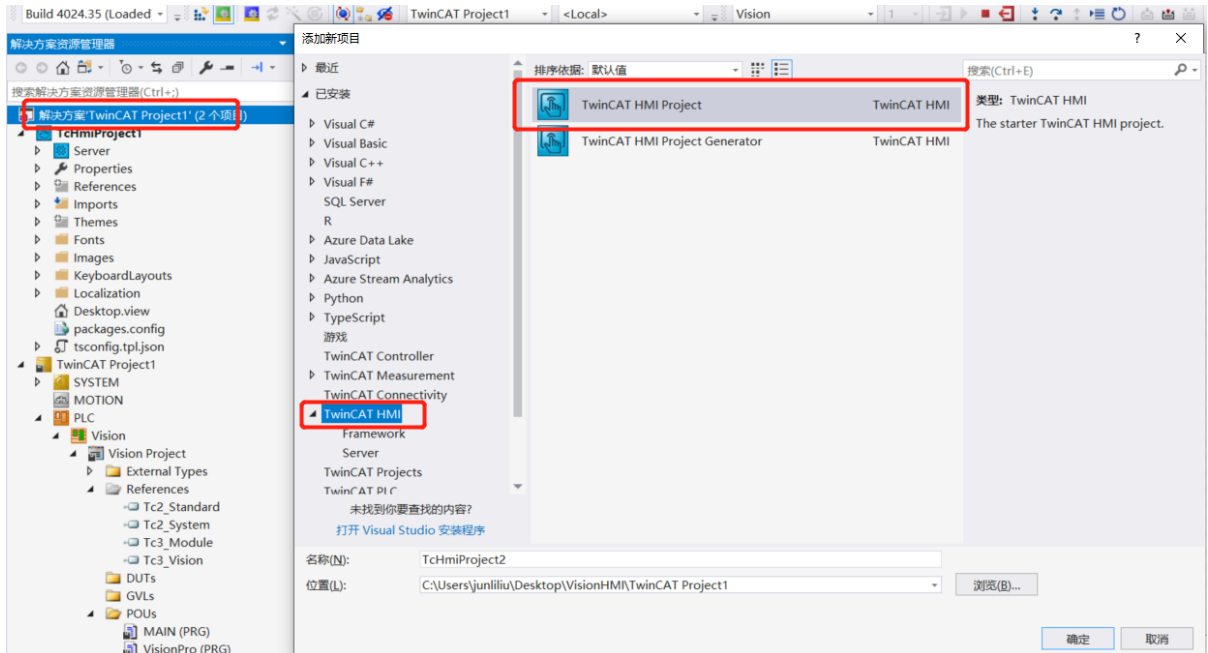 Build 4024.35 (Loaded
TwinCAT Project1
<Local>
Vision
1
解决方案资源管理器
搜索解决方案资源管理器(Ctrl+;)
解决方案'TwinCAT Project1' (2 个项目)
TcHmiProject1
Server
Properties
References
Imports
Themes
Fonts
Images
KeyboardLayouts
Localization
Desktop.view
packages.config
tsconfig.tpl.json
TwinCAT Project1
SYSTEM
MOTION
PLC
Vision
Vision Project
External Types
References
Tc2_Standard
Tc2_System
Tc3_Module
Tc3_Vision
DUTs
GVLs
POUs
MAIN (PRG)
VisionPro (PRG)
添加新项目
? ×
最近
已安装
Visual C#
Visual Basic
Visual C++
Visual F#
SQL Server
R
Azure Data Lake
JavaScript
Azure Stream Analytics
Python
TypeScript
游戏
TwinCAT Controller
TwinCAT Measurement
TwinCAT Connectivity
TwinCAT HMI
Framework
Server
TwinCAT Projects
TwinCAT PLC
未找到你要查找的内容?
打开 Visual Studio 安装程序
排序依据: 默认值
TwinCAT HMI Project TwinCAT HMI
TwinCAT HMI Project Generator TwinCAT HMI
搜索(Ctrl+E)
类型: TwinCAT HMI
The starter TwinCAT HMI project.
名称(N): TcHmiProject2
位置(L): C:\Users\junliliu\Desktop\VisionHMI\TwinCAT Project1
浏览(B)...
确定
取消